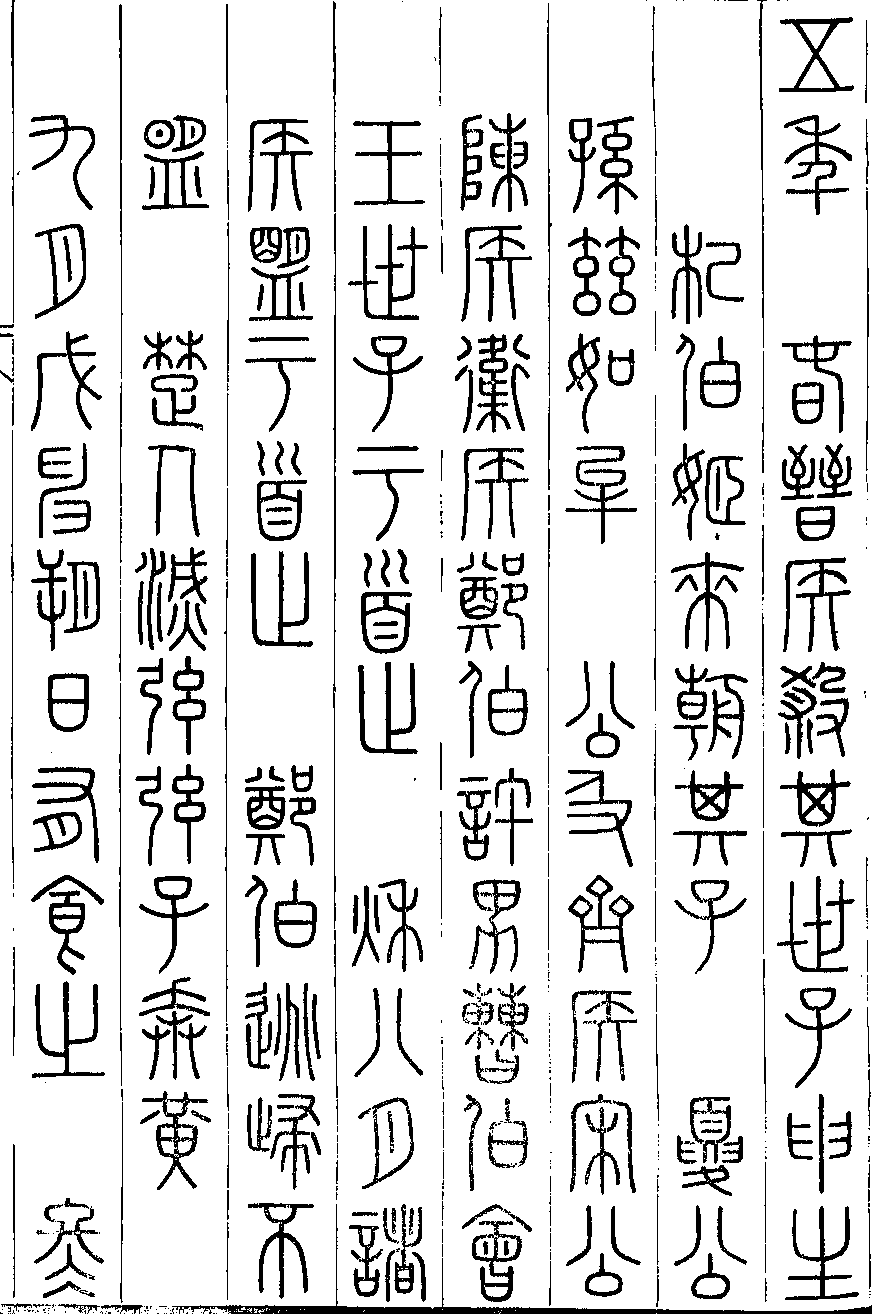 五年 春晉侯殺其世子申生
杞伯姬來朝其子 夏公
孫茲如牟 公及齊侯宋公
陳侯衛侯鄭伯許男曹伯會
王世子于首止 秋八月諸
侯盟于首止 鄭伯逃歸不
盟 楚人滅弦弦子奔黃
九月戊申朔日有食之 冬